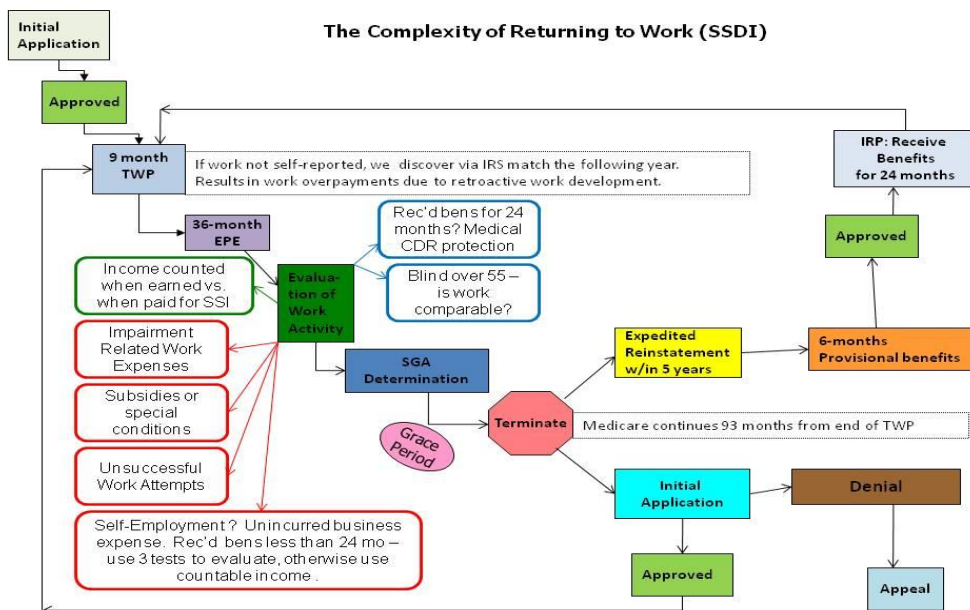 Initial
Application
The Complexity of Returning to Work (SSDI)
Approved
9 month
TWP
If work not self-reported, we discover via IRS match the following year.
Results in work overpayments due to retroactive work development.
IRP: Receive
Benefits
for 24 months
36-month
EPE
Rec'd bens for 24
months? Medical
CDR protection
Approved
Income counted
when earned vs.
when paid for SSI
Evalua-
tion of
Work
Activity
Blind over 55 –
is work
comparable?
Impairment
Related Work
Expenses
SGA
Determination
Expedited
Reinstatement
w/in 5 years
6-months
Provisional benefits
Subsidies or
special
conditions
Grace
Period
Terminate
Medicare continues 93 months from end of TWP
Unsuccessful
Work Attempts
Initial
Application
Denial
Self-Employment ? Unincurred business
expense. Rec'd bens less than 24 mo –
use 3 tests to evaluate, otherwise use
countable income .
Approved
Appeal